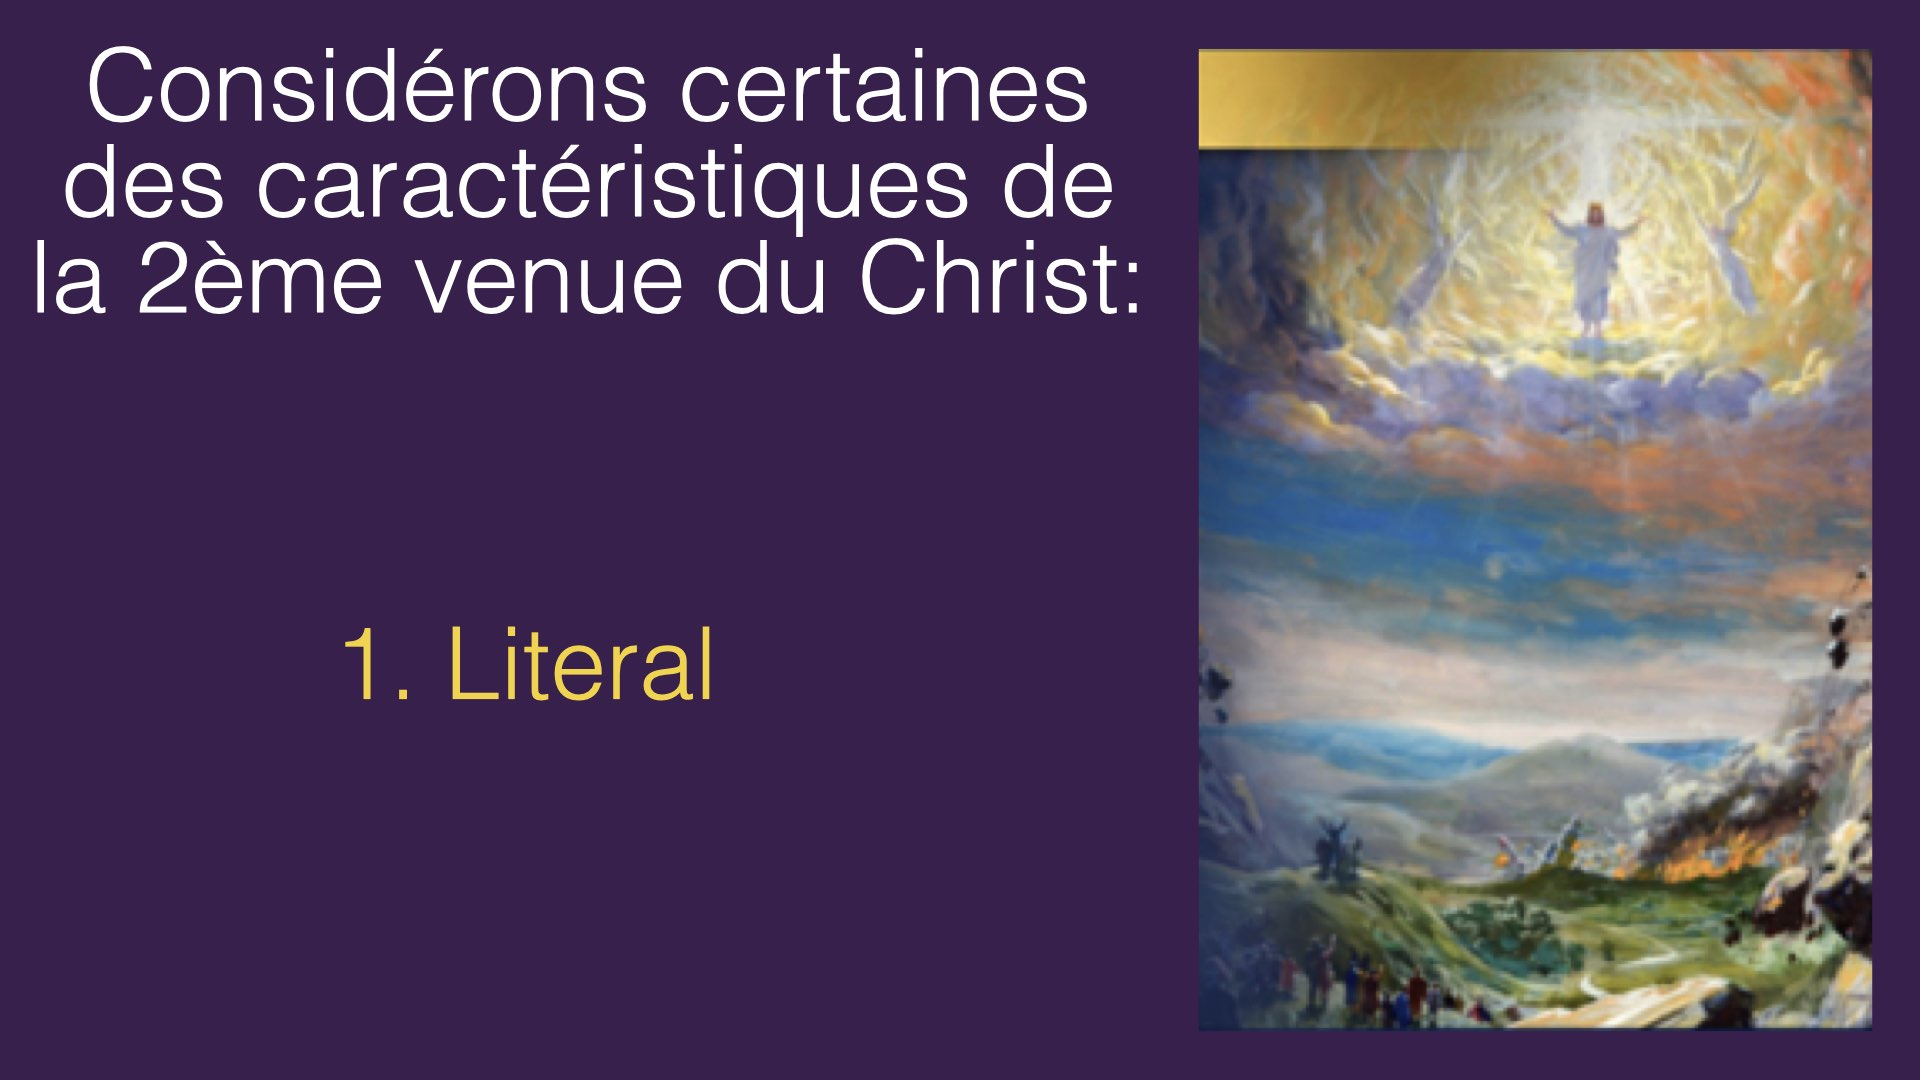 Considérons certaines
des caractéristiques de
la 2ème venue du Christ:
1. Literal